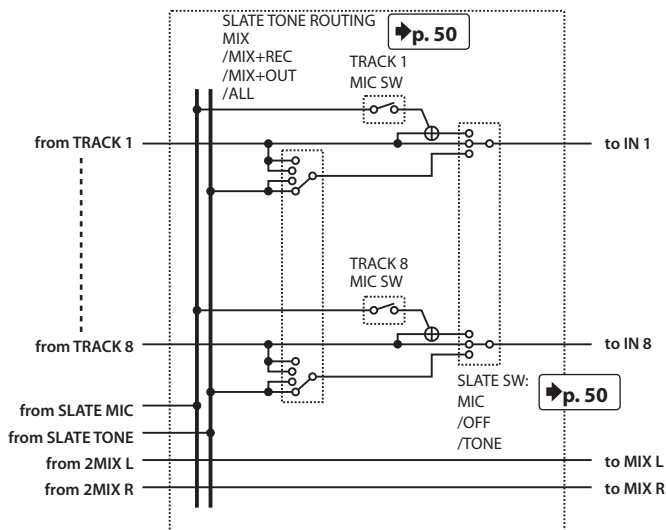 SLATE TONE ROUTING
MIX
/MIX+REC
/MIX+OUT
/ALL
p. 50
TRACK 1
MIC SW
from TRACK 1
to IN 1
TRACK 8
MIC SW
from TRACK 8
to IN 8
SLATE SW:
MIC
/OFF
/TONE
p. 50
from SLATE MIC
from SLATE TONE
from 2MIX L
to MIX L
from 2MIX R
to MIX R